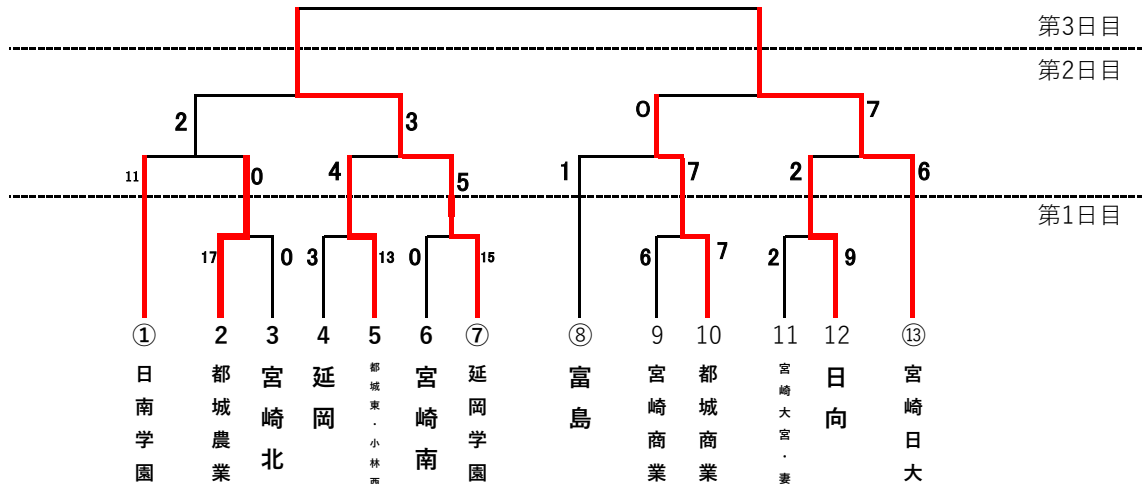 第3日目
第2日目
2
3
0
7
11
0
4
5
1
7
2
6
第1日目
17
0
3
13
0
15
6
7
2
9
①
2
3
4
5
6
⑦
⑧
9
10
11
12
⑬
日南学園
都城農業
宮崎北
延岡
都城東・小林西
宮崎南
延岡学園
富島
宮崎商業
都城商業
宮崎大宮・妻
日向
宮崎日大